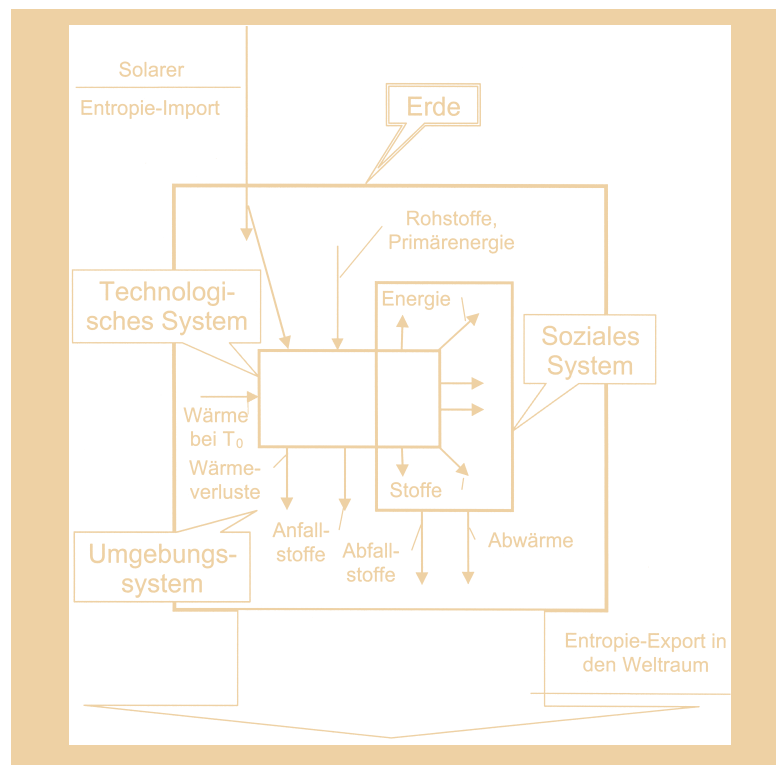 Solarer
Entropie-Import
Erde
Rohstoffe,
Primärenergie
Technologi-
sches System
Energie
Soziales
System
Wärme
bei T₀
Wärme-
verluste
Stoffe
Anfall-
stoffe
Abfall-
stoffe
Abwärme
Umgebungs-
system
Entropie-Export in
den Weltraum